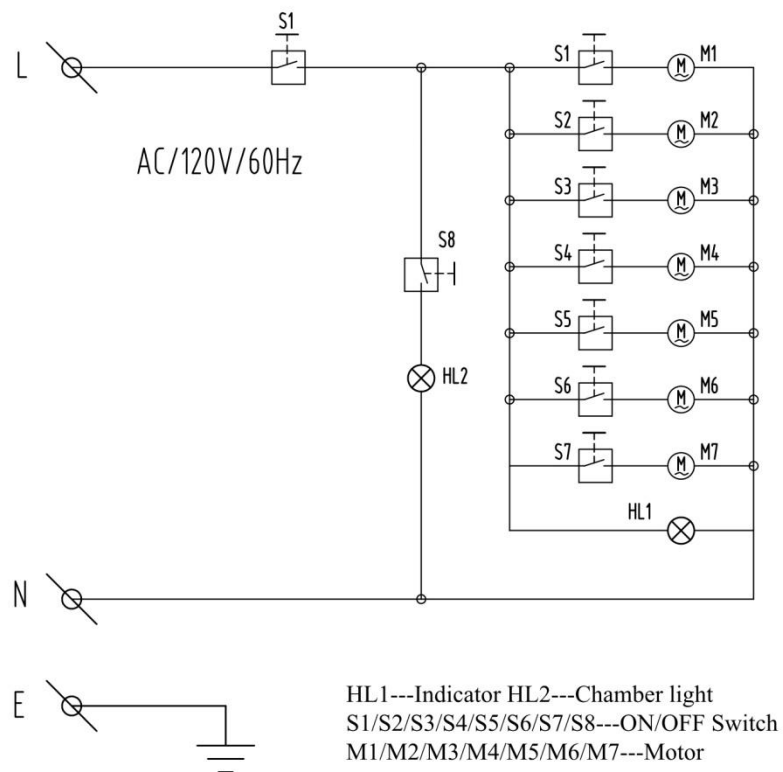 S1
L
S1 M1
S2 M2
AC/120V/60Hz
S3 M3
S8
S4 M4
S5 M5
HL2
S6 M6
S7 M7
HL1
N
E
HL1---Indicator HL2---Chamber light
S1/S2/S3/S4/S5/S6/S7/S8---ON/OFF Switch
M1/M2/M3/M4/M5/M6/M7---Motor
M
M
M
M
M
M
M